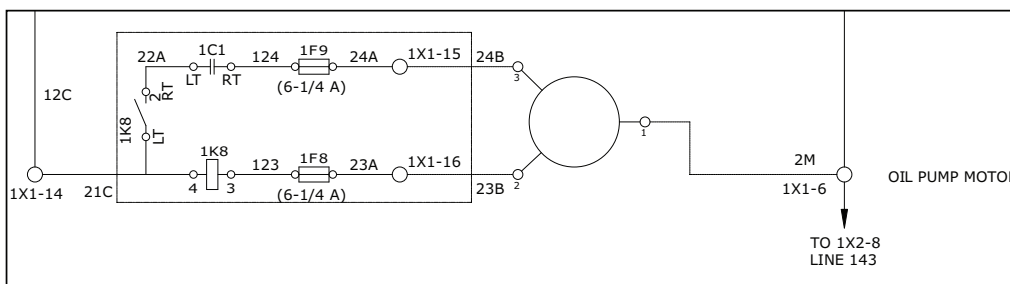 22A
1C1
124
1F9
24A
1X1-15
24B
LT
RT
(6-1/4 A)
3
12C
2
RT
1K8
LT
1
1K8
123
1F8
23A
1X1-16
2M
1X1-14
21C
4
3
(6-1/4 A)
23B
2
1X1-6
OIL PUMP MOTOR
TO 1X2-8
LINE 143